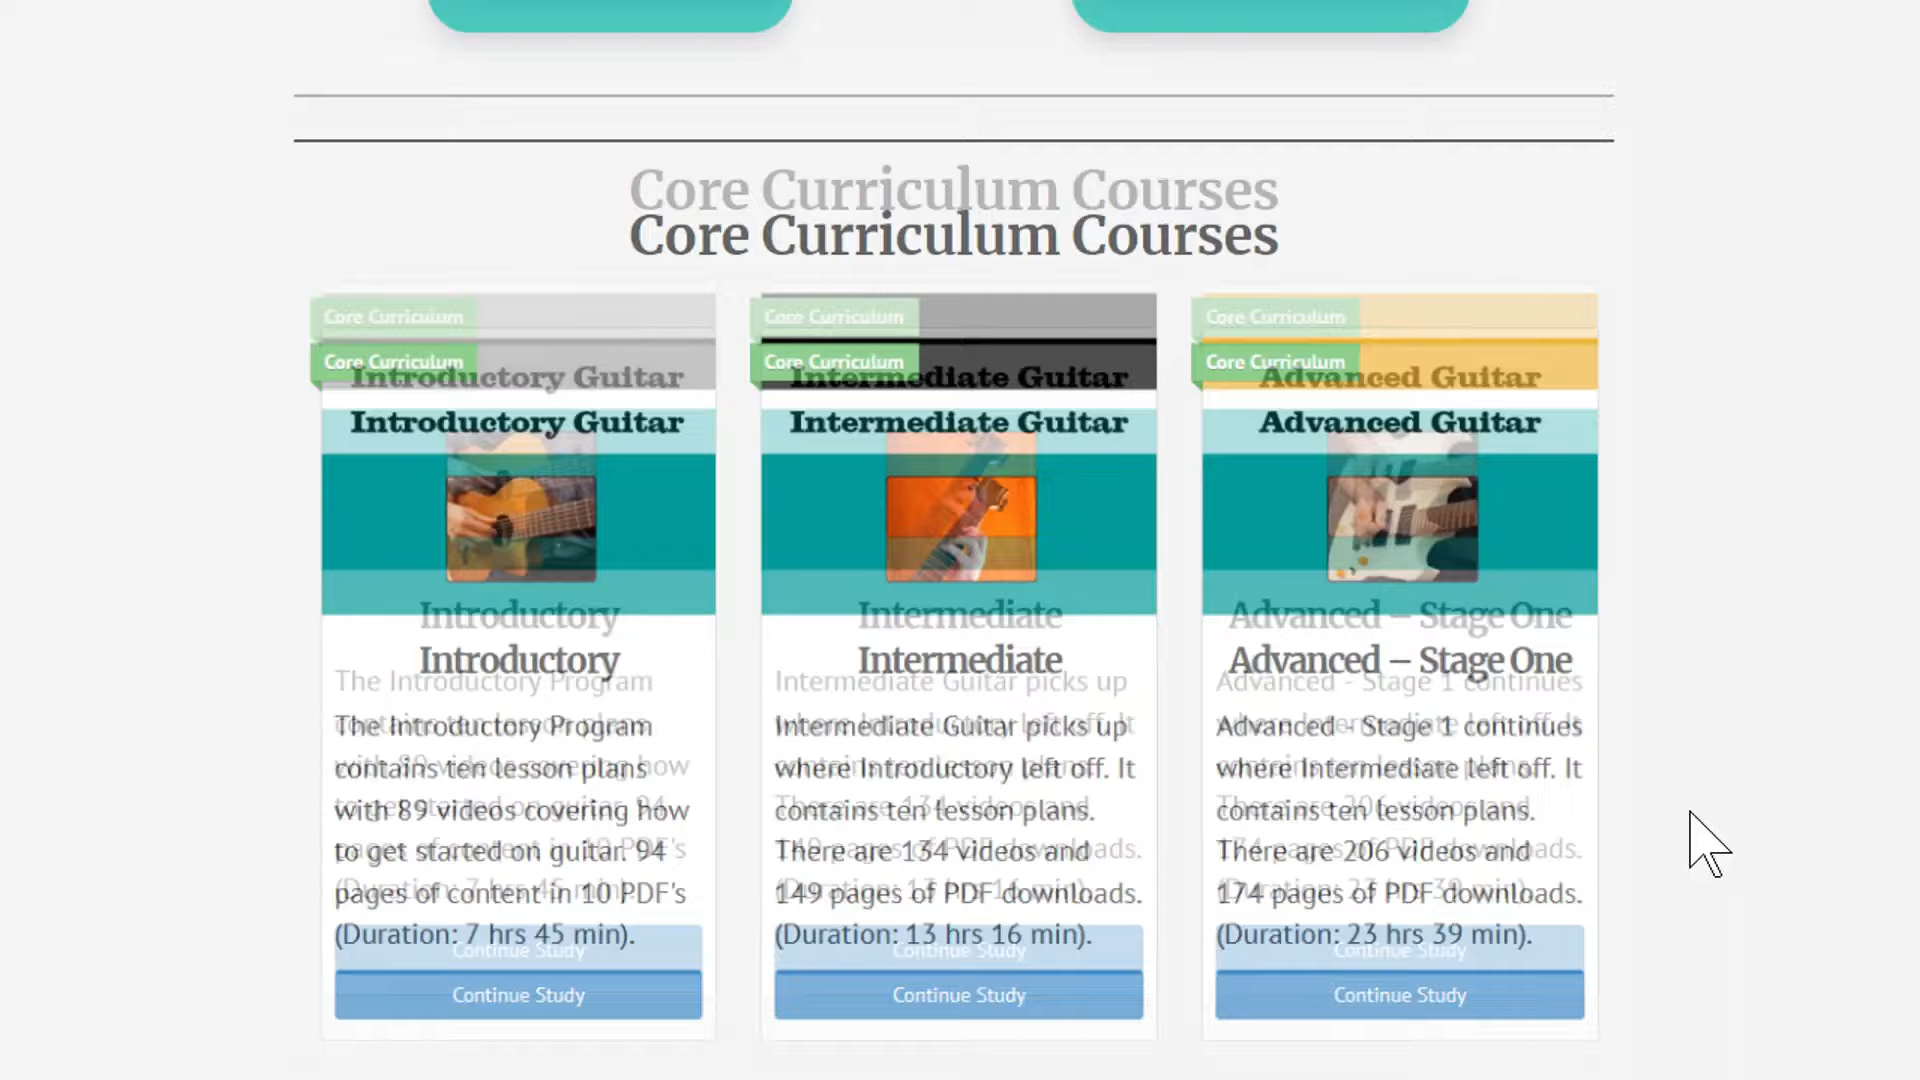 Core Curriculum Courses
Core Curriculum
Introductory Guitar
Introductory
The Introductory Program
contains ten lesson plans
with 89 videos covering how
to get started on guitar. 94
pages of content in 10 PDF's
(Duration: 7 hrs 45 min).
Continue Study
Core Curriculum
Intermediate Guitar
Intermediate
Intermediate Guitar picks up
where Introductory left off. It
contains ten lesson plans.
There are 134 videos and
149 pages of PDF downloads.
(Duration: 13 hrs 16 min).
Continue Study
Core Curriculum
Advanced Guitar
Advanced – Stage One
Advanced - Stage 1 continues
where Intermediate left off. It
contains ten lesson plans.
There are 206 videos and
174 pages of PDF downloads.
(Duration: 23 hrs 39 min).
Continue Study